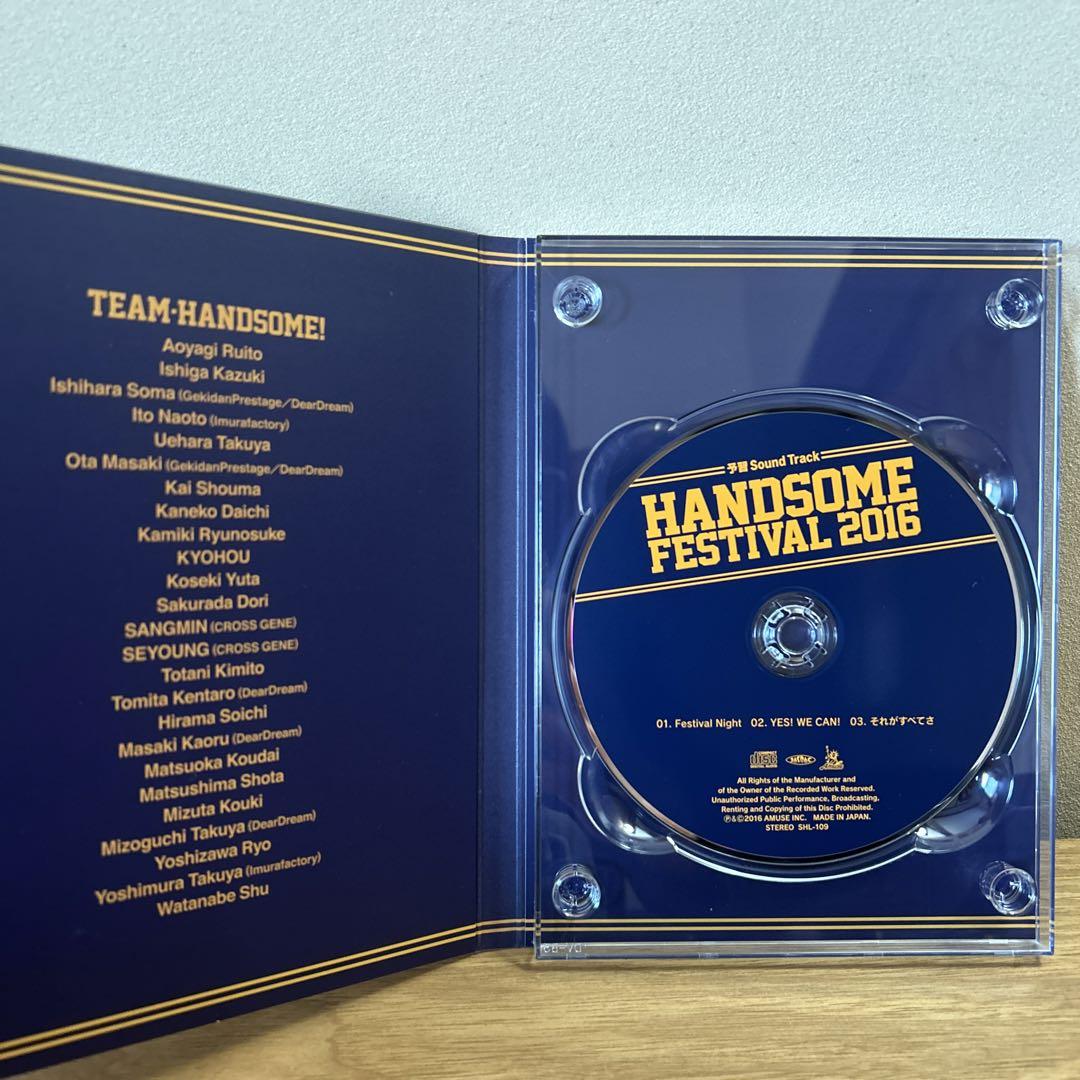 TEAM-HANDSOME!
Aoyagi Ruito
Ishiga Kazuki
Ishihara Soma (GekidanPrestage/DearDream)
Ito Naoto (Imurafactory)
Uehara Takuya
Ota Masaki (GekidanPrestage/DearDream)
Kai Shouma
Kaneko Daichi
Kamiki Ryunosuke
KYOHOU
Koseki Yuta
Sakurada Dori
SANGMIN (CROSS GENE)
SEYOUNG (CROSS GENE)
Totani Kimito
Tomita Kentaro (DearDream)
Hirama Soichi
Masaki Kaoru (DearDream)
Matsuoka Koudai
Matsushima Shota
Mizuta Kouki
Mizoguchi Takuya (DearDream)
Yoshizawa Ryo
Yoshimura Takuya (Imurafactory)
Watanabe Shu
予習 Sound Track
HANDSOME
FESTIVAL 2016
01. Festival Night 02. YES! WE CAN! 03. それがすべてさ
All Rights of the Manufacturer and
of the Owner of the Recorded Work Reserved.
Unauthorized Public Performance, Broadcasting,
Renting and Copying of this Disc Prohibited.
Ⓟ&©2016 AMUSE INC. MADE IN JAPAN.
STEREO SHL-109